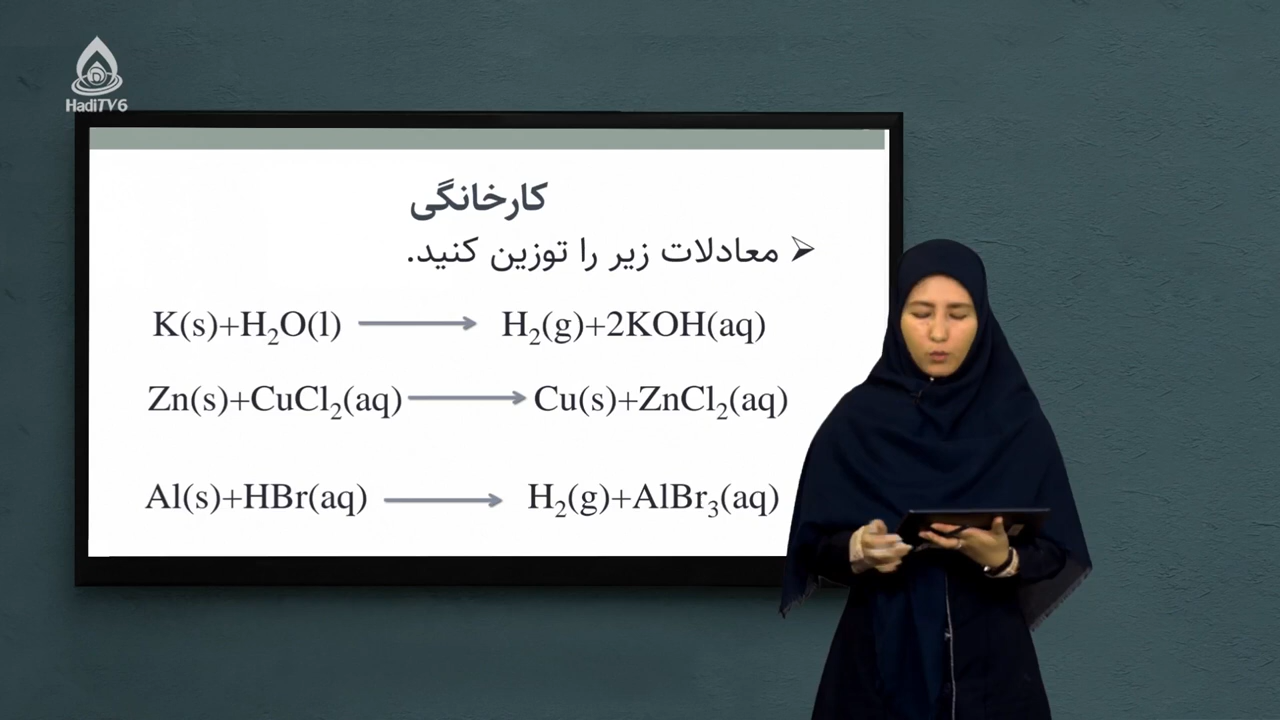 HadiTV6
کارخانگی
➢ معادلات زیر را توزین کنید.
K(s)+H₂O(l) ⟶ H₂(g)+2KOH(aq)
Zn(s)+CuCl₂(aq) ⟶ Cu(s)+ZnCl₂(aq)
Al(s)+HBr(aq) ⟶ H₂(g)+AlBr₃(aq)